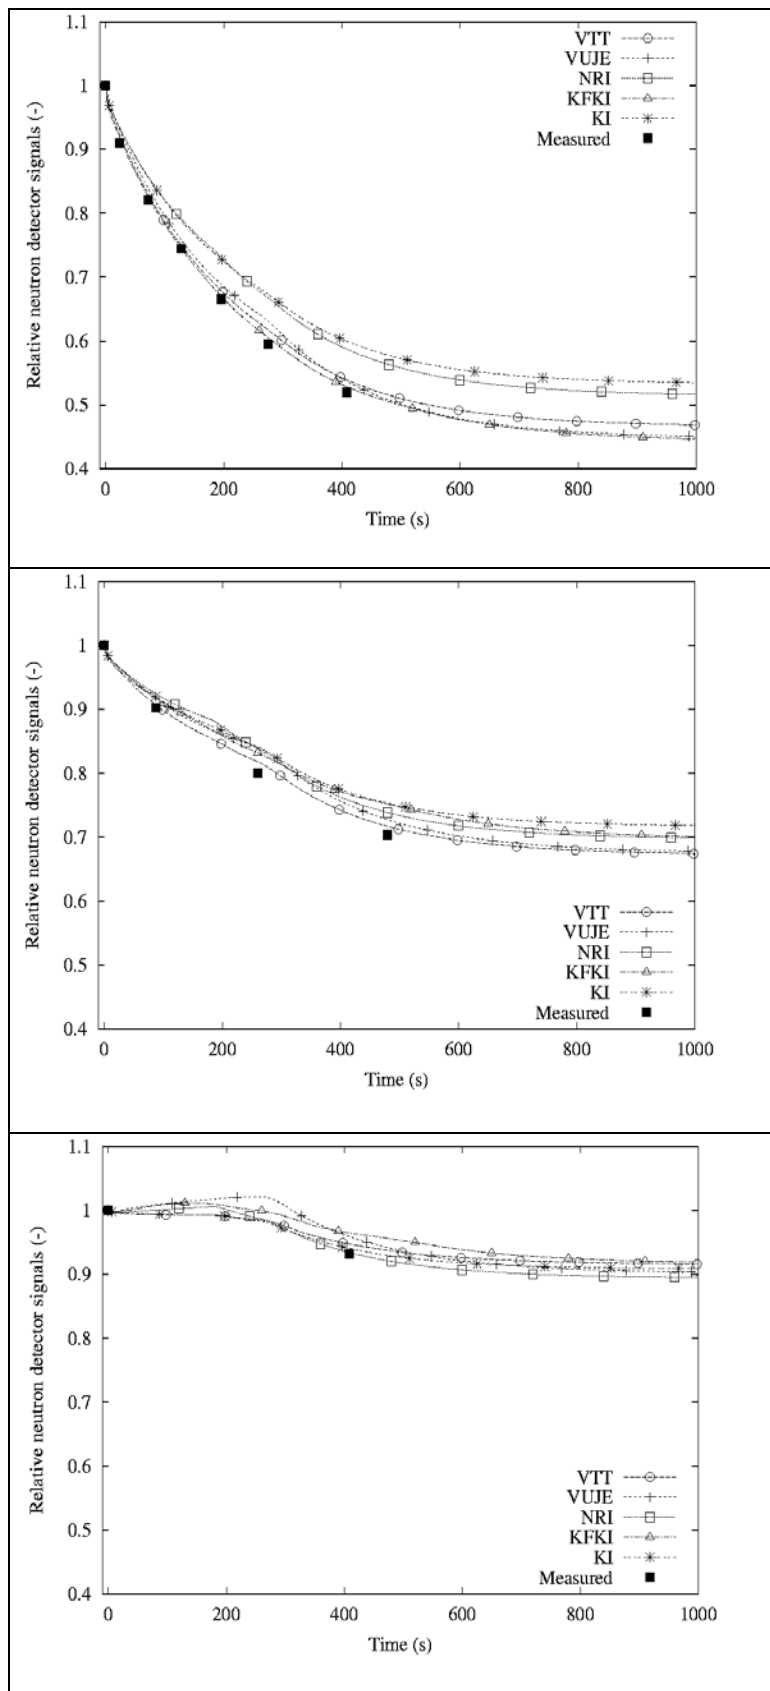 1.1
1
0.9
0.8
0.7
0.6
0.5
0.4
Relative neutron detector signals (-)
VTT
VUJE
NRI
KFKI
KI
Measured
0 200 400 600 800 1000
Time (s)
1.1
1
0.9
0.8
0.7
0.6
0.5
0.4
Relative neutron detector signals (-)
VTT
VUJE
NRI
KFKI
KI
Measured
0 200 400 600 800 1000
Time (s)
1.1
1
0.9
0.8
0.7
0.6
0.5
0.4
Relative neutron detector signals (-)
VTT
VUJE
NRI
KFKI
KI
Measured
0 200 400 600 800 1000
Time (s)